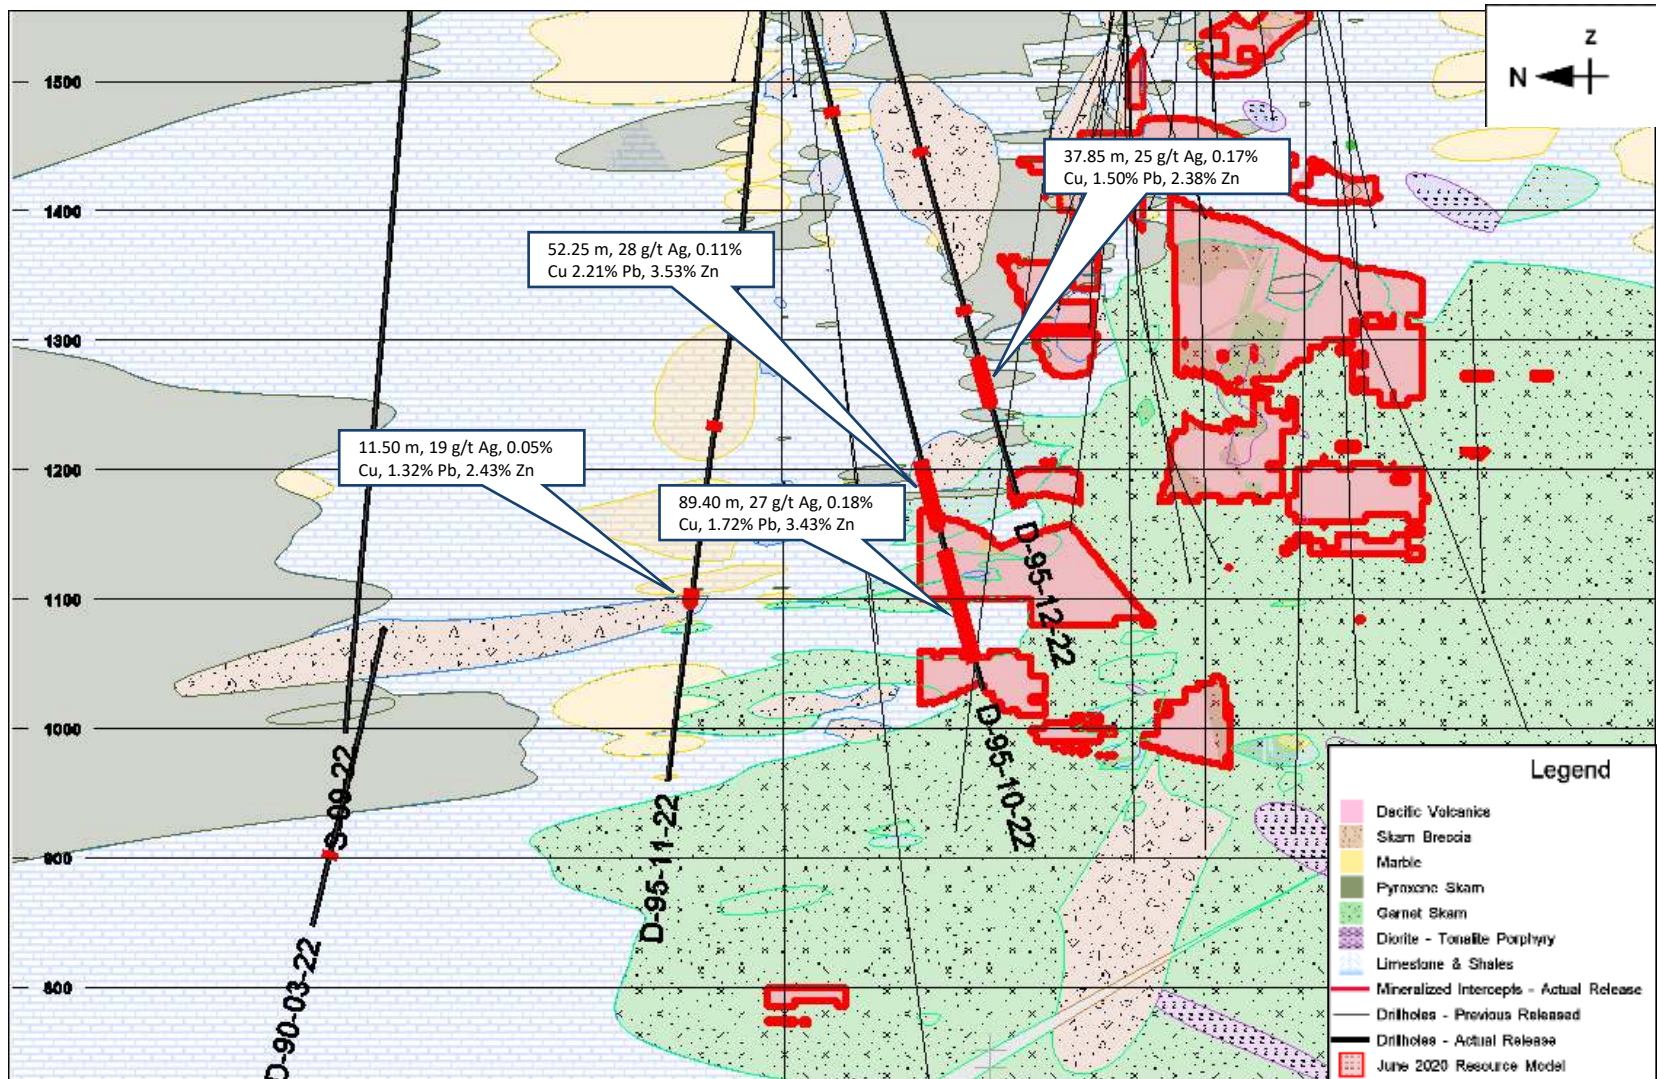 z
N
1500
1400
1300
1200
1100
1000
900
800
37.85 m, 25 g/t Ag, 0.17%
Cu, 1.50% Pb, 2.38% Zn
52.25 m, 28 g/t Ag, 0.11%
Cu 2.21% Pb, 3.53% Zn
11.50 m, 19 g/t Ag, 0.05%
Cu, 1.32% Pb, 2.43% Zn
89.40 m, 27 g/t Ag, 0.18%
Cu, 1.72% Pb, 3.43% Zn
D-95-12-22
D-95-10-22
D-95-11-22
S-09-22
D-90-03-22
Legend
Dacitic Volcanics
Skarn Breccia
Marble
Pyroxene Skarn
Garnet Skarn
Diorite - Tonalite Porphyry
Limestone & Shales
Mineralized Intercepts - Actual Release
Drillholes - Previous Released
Drillholes - Actual Release
June 2020 Resource Model